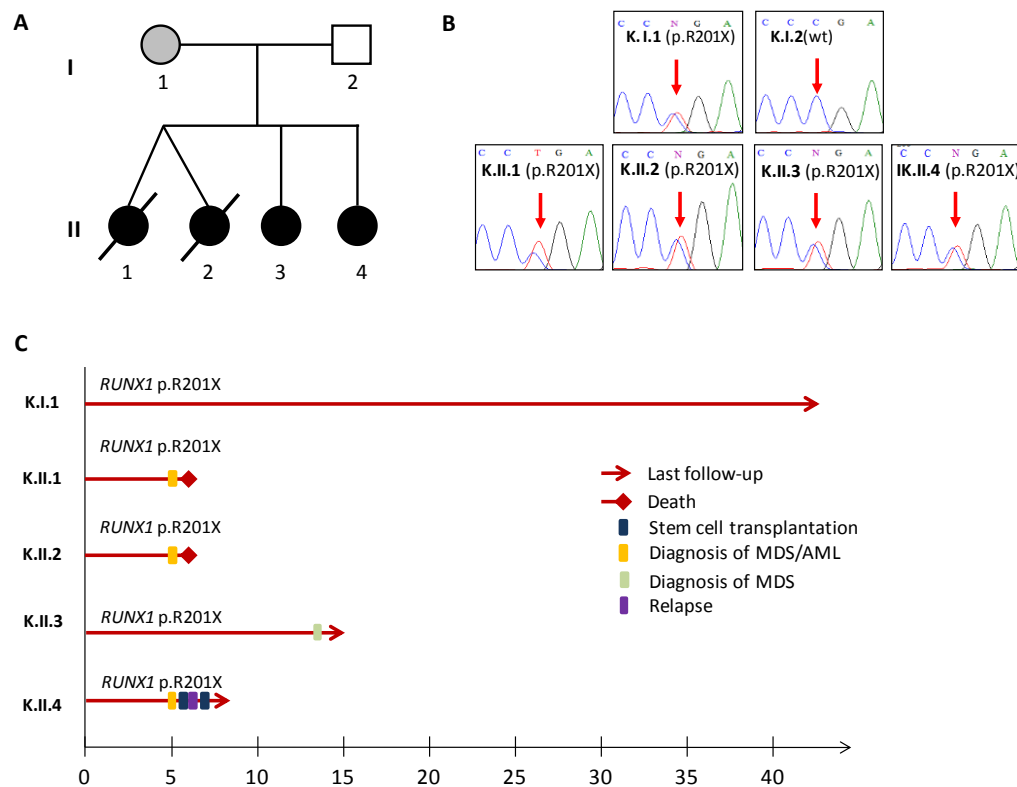 A
I
1
2
II
1
2
3
4
B
C C N G A
K.I.1 (p.R201X)
C C C G A
K.I.2(wt)
C C T G A
K.II.1 (p.R201X)
C C N G A
K.II.2 (p.R201X)
C C N G A
K.II.3 (p.R201X)
C C N G A
IK.II.4 (p.R201X)
C
K.I.1
RUNX1 p.R201X
K.II.1
RUNX1 p.R201X
K.II.2
RUNX1 p.R201X
K.II.3
RUNX1 p.R201X
K.II.4
RUNX1 p.R201X
Last follow-up
Death
Stem cell transplantation
Diagnosis of MDS/AML
Diagnosis of MDS
Relapse
0 5 10 15 20 25 30 35 40